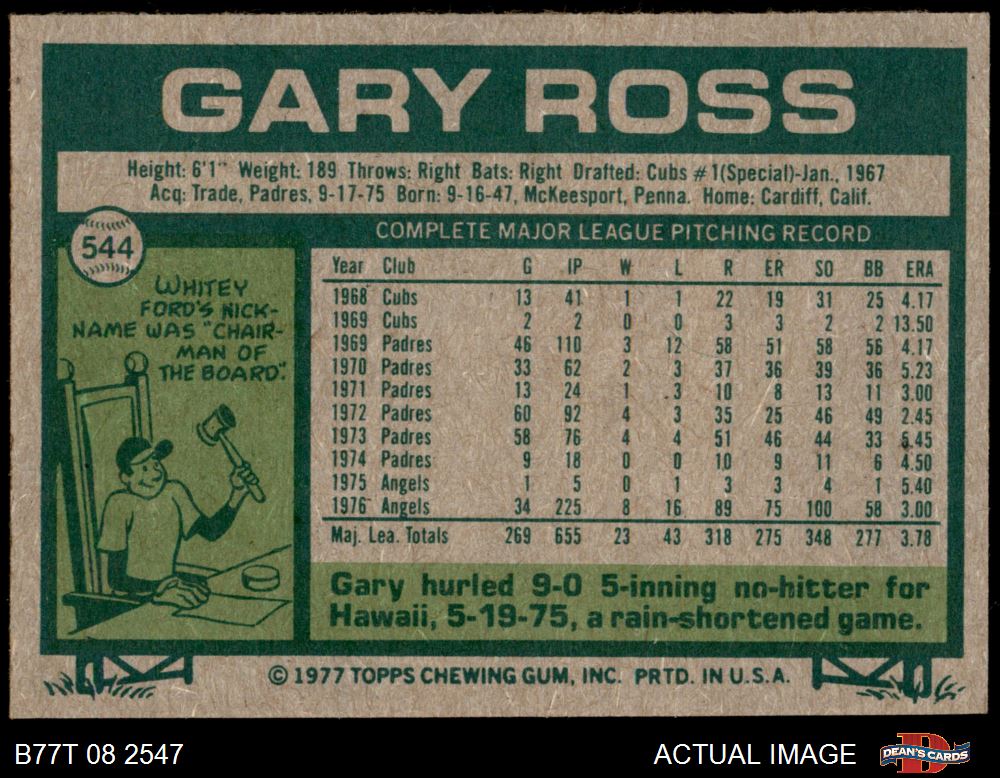 GARY ROSS
Height: 6'1" Weight: 189 Throws: Right Bats: Right Drafted: Cubs #1(Special)-Jan., 1967
Acq: Trade, Padres, 9-17-75 Born: 9-16-47, McKeesport, Penna. Home: Cardiff, Calif.
544
COMPLETE MAJOR LEAGUE PITCHING RECORD
WHITEY
FORD'S NICK-
NAME WAS "CHAIR-
MAN OF
THE BOARD".
Year Club G IP W L R ER SO BB ERA
1968 Cubs 13 41 1 1 22 19 31 25 4.17
1969 Cubs 2 2 0 0 3 3 2 2 13.50
1969 Padres 46 110 3 12 58 51 58 56 4.17
1970 Padres 33 62 2 3 37 36 39 36 5.23
1971 Padres 13 24 1 3 10 8 13 11 3.00
1972 Padres 60 92 4 3 35 25 46 49 2.45
1973 Padres 58 76 4 4 51 46 44 33 5.45
1974 Padres 9 18 0 0 10 9 11 6 4.50
1975 Angels 1 5 0 1 3 3 4 1 5.40
1976 Angels 34 225 8 16 89 75 100 58 3.00
Maj. Lea. Totals 269 655 23 43 318 275 348 277 3.78
Gary hurled 9-0 5-inning no-hitter for
Hawaii, 5-19-75, a rain-shortened game.
© 1977 TOPPS CHEWING GUM, INC. PRTD. IN U.S.A.
B77T 08 2547
ACTUAL IMAGE
D
DEAN'S CARDS